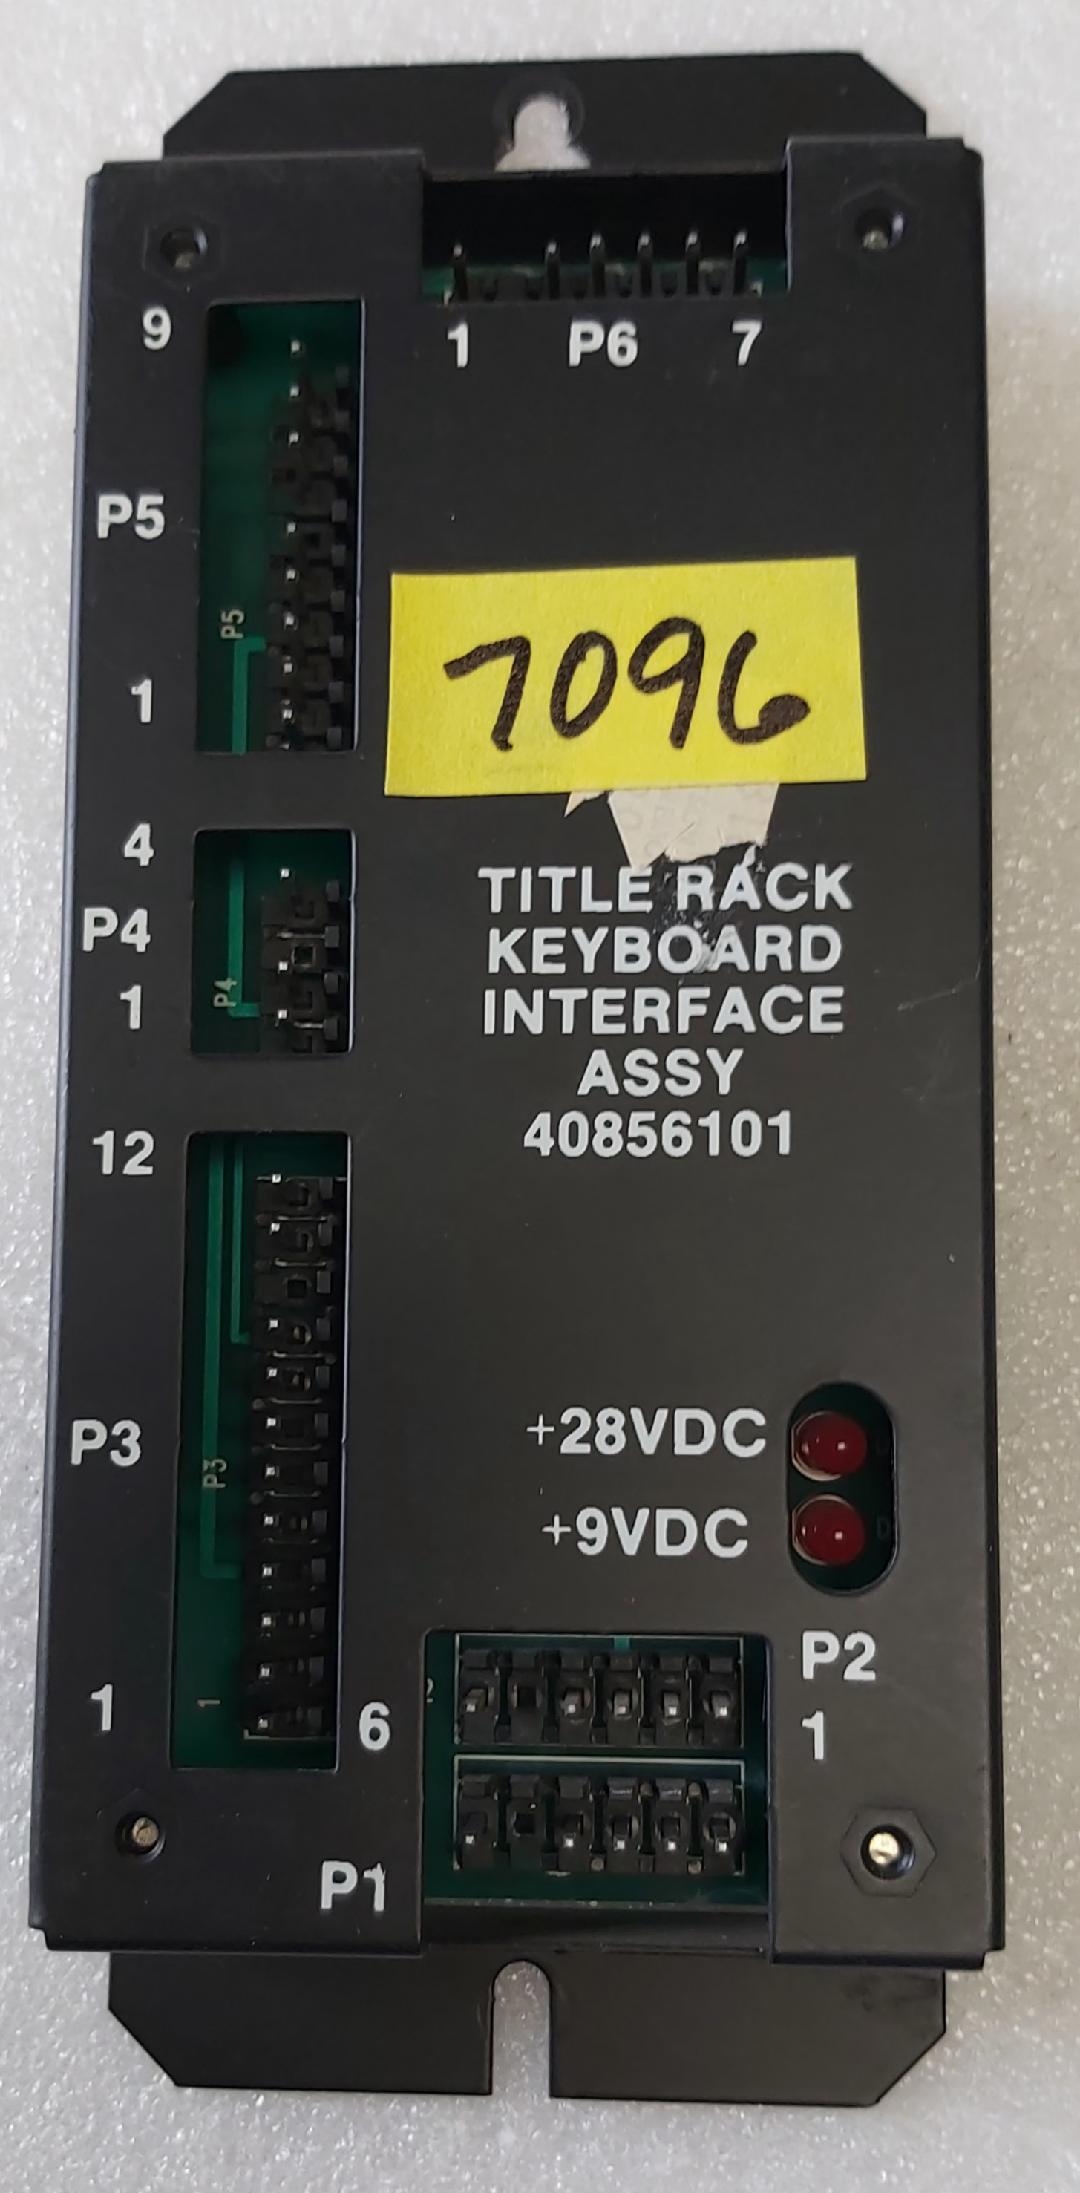 1 P6 7
9
P5
1
P5
7096
4
P4
1
P4
TITLE RACK
KEYBOARD
INTERFACE
ASSY
40856101
12
P3
1
P3
1
+28VDC
+9VDC
P2
1
6
P1